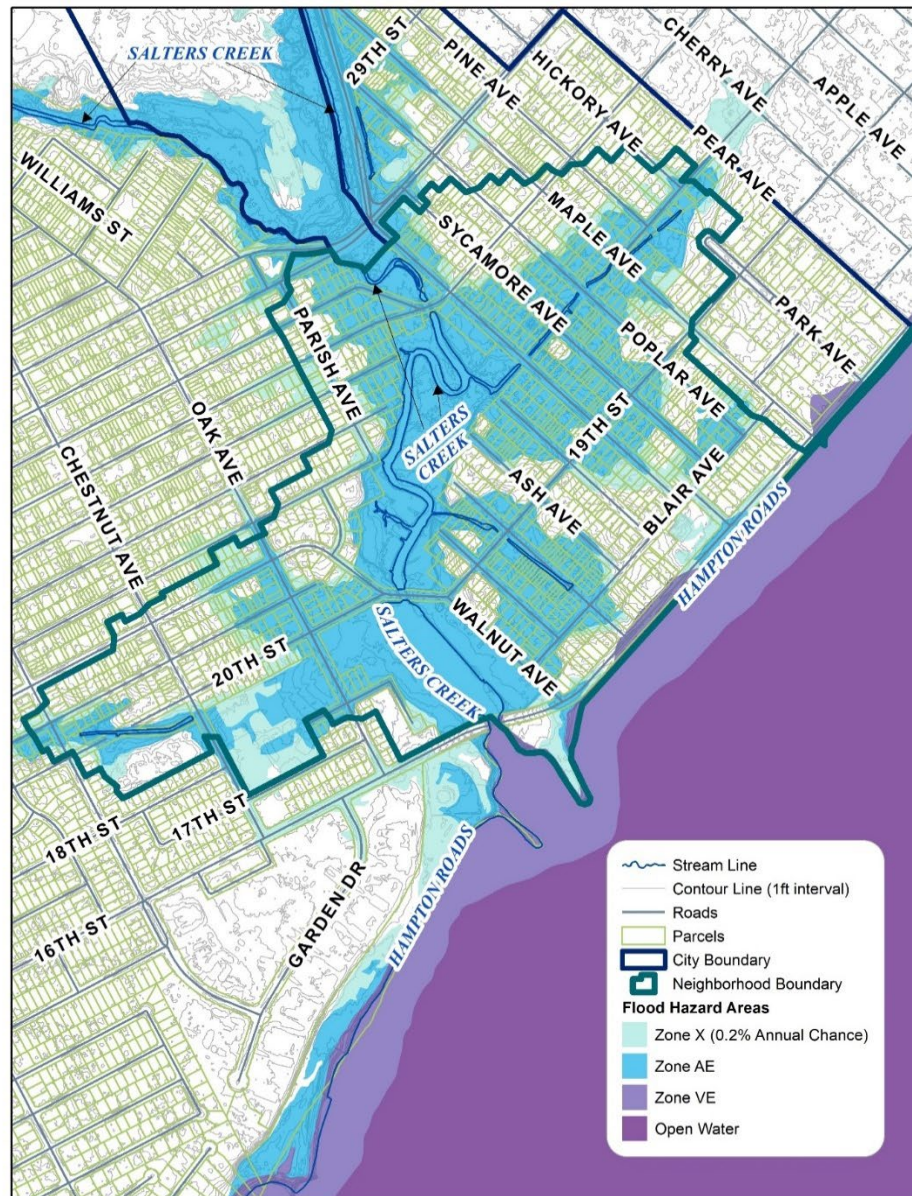 SALTERS CREEK
29TH ST
PINE AVE
HICKORY AVE
CHERRY AVE
APPLE AVE
PEAR AVE
WILLIAMS ST
SYCAMORE AVE
MAPLE AVE
PARK AVE
PARISH AVE
POPLAR AVE
OAK AVE
SALTERS
CREEK
19TH ST
CHESTNUT AVE
ASH AVE
BLAIR AVE
HAMPTON ROADS
20TH ST
SALTERS CREEK
WALNUT AVE
18TH ST
17TH ST
16TH ST
GARDEN DR
HAMPTON ROADS
Stream Line
Contour Line (1ft interval)
Roads
Parcels
City Boundary
Neighborhood Boundary
Flood Hazard Areas
Zone X (0.2% Annual Chance)
Zone AE
Zone VE
Open Water